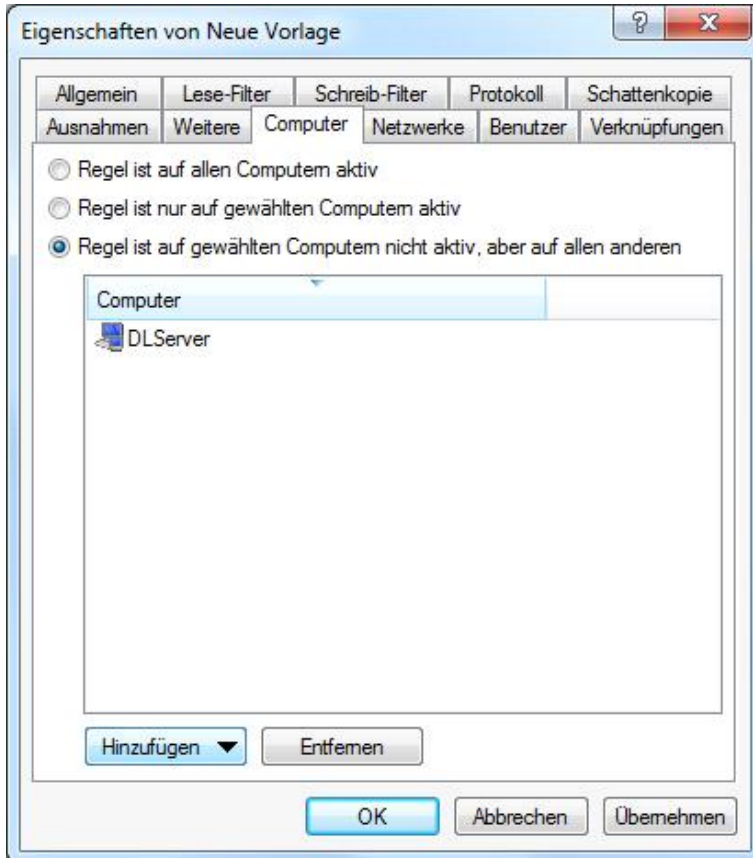 Eigenschaften von Neue Vorlage
Allgemein Lese-Filter Schreib-Filter Protokoll Schattenkopie
Ausnahmen Weitere Computer Netzwerke Benutzer Verknüpfungen
Regel ist auf allen Computern aktiv
Regel ist nur auf gewählten Computern aktiv
Regel ist auf gewählten Computern nicht aktiv, aber auf allen anderen
Computer
DLServer
Hinzufügen Entfernen
OK Abbrechen Übernehmen